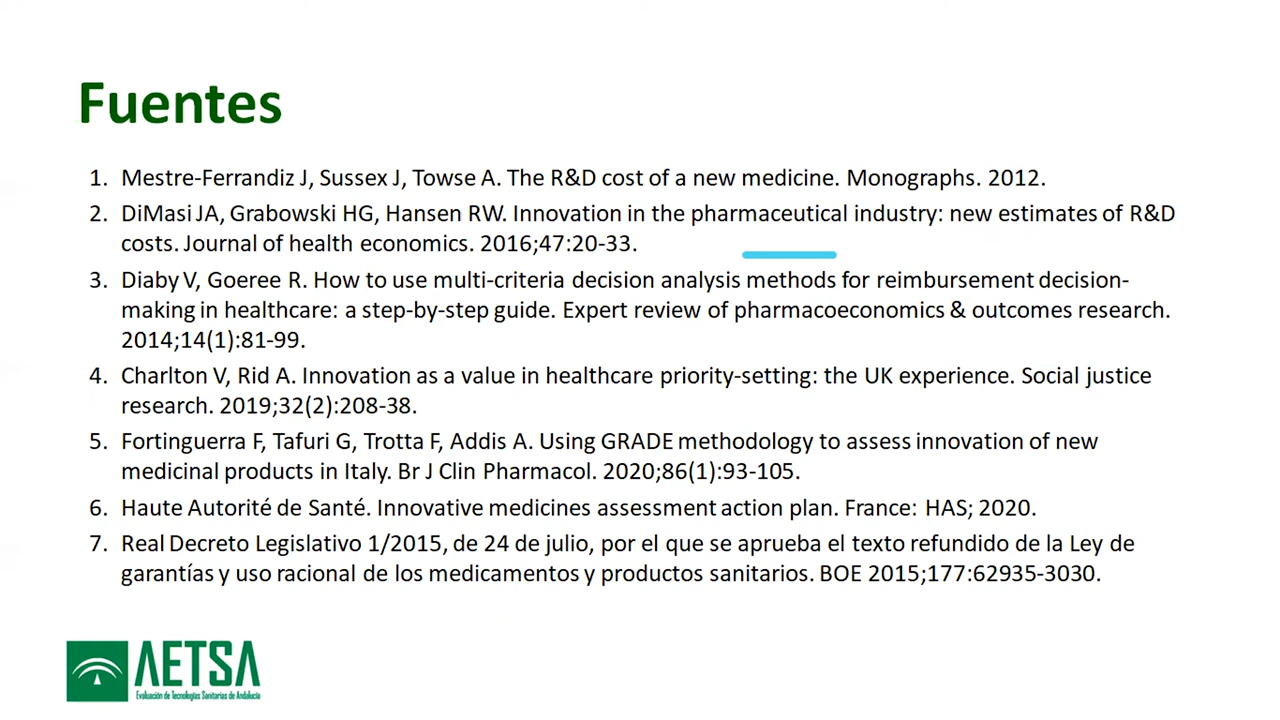 Fuentes
1. Mestre-Ferrandiz J, Sussex J, Towse A. The R&D cost of a new medicine. Monographs. 2012.
2. DiMasi JA, Grabowski HG, Hansen RW. Innovation in the pharmaceutical industry: new estimates of R&D
costs. Journal of health economics. 2016;47:20-33.
3. Diaby V, Goeree R. How to use multi-criteria decision analysis methods for reimbursement decision-
making in healthcare: a step-by-step guide. Expert review of pharmacoeconomics & outcomes research.
2014;14(1):81-99.
4. Charlton V, Rid A. Innovation as a value in healthcare priority-setting: the UK experience. Social justice
research. 2019;32(2):208-38.
5. Fortinguerra F, Tafuri G, Trotta F, Addis A. Using GRADE methodology to assess innovation of new
medicinal products in Italy. Br J Clin Pharmacol. 2020;86(1):93-105.
6. Haute Autorité de Santé. Innovative medicines assessment action plan. France: HAS; 2020.
7. Real Decreto Legislativo 1/2015, de 24 de julio, por el que se aprueba el texto refundido de la Ley de
garantías y uso racional de los medicamentos y productos sanitarios. BOE 2015;177:62935-3030.
AETSA
Evaluación de Tecnologías Sanitarias de Andalucía